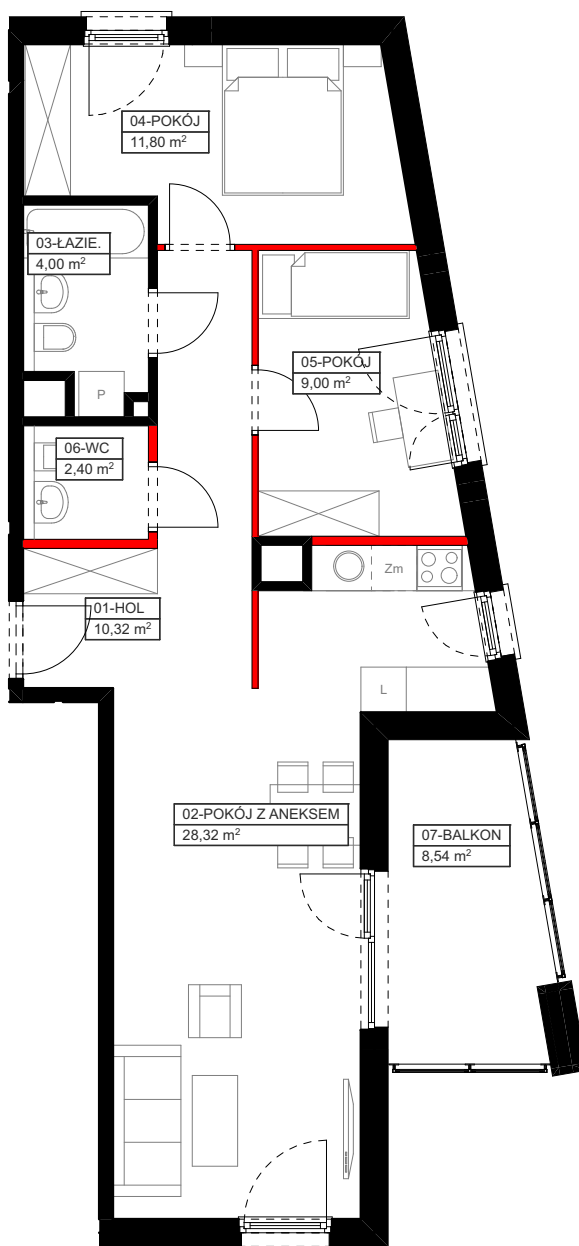 04-POKÓJ
11,80 m²
03-ŁAZIE.
4,00 m²
05-POKÓJ
9,00 m²
P
06-WC
2,40 m²
Zm
01-HOL
10,32 m²
L
02-POKÓJ Z ANEKSEM
28,32 m²
07-BALKON
8,54 m²